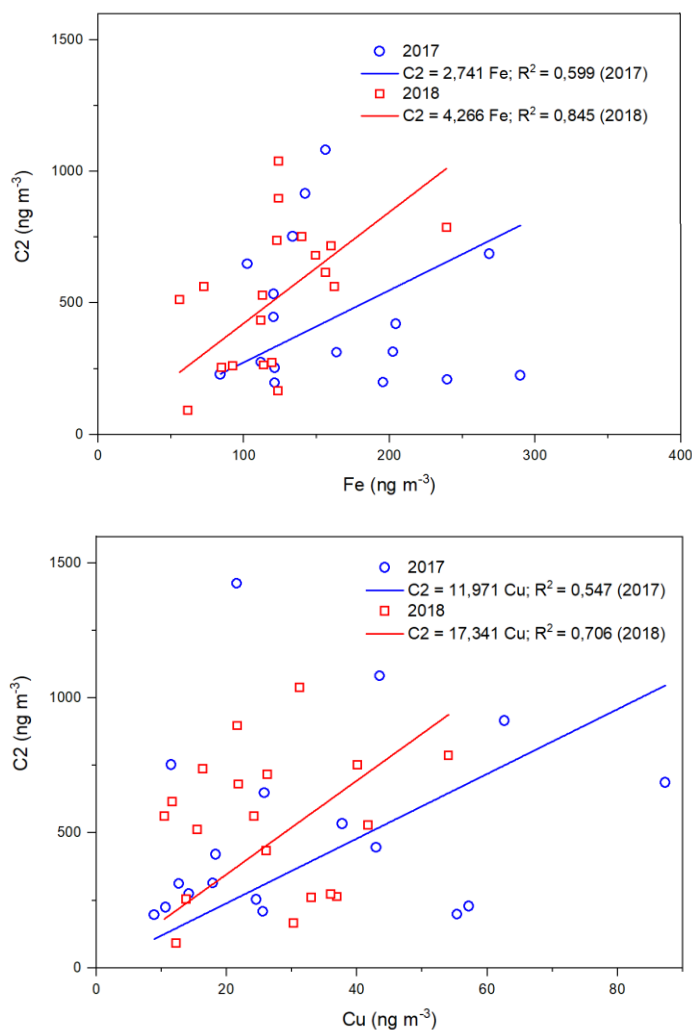 1500
1000
500
0
0
100
200
300
400
C2 (ng m⁻³)
Fe (ng m⁻³)
2017
C2 = 2,741 Fe; R² = 0,599 (2017)
2018
C2 = 4,266 Fe; R² = 0,845 (2018)
1500
1000
500
0
0
20
40
60
80
C2 (ng m⁻³)
Cu (ng m⁻³)
2017
C2 = 11,971 Cu; R² = 0,547 (2017)
2018
C2 = 17,341 Cu; R² = 0,706 (2018)